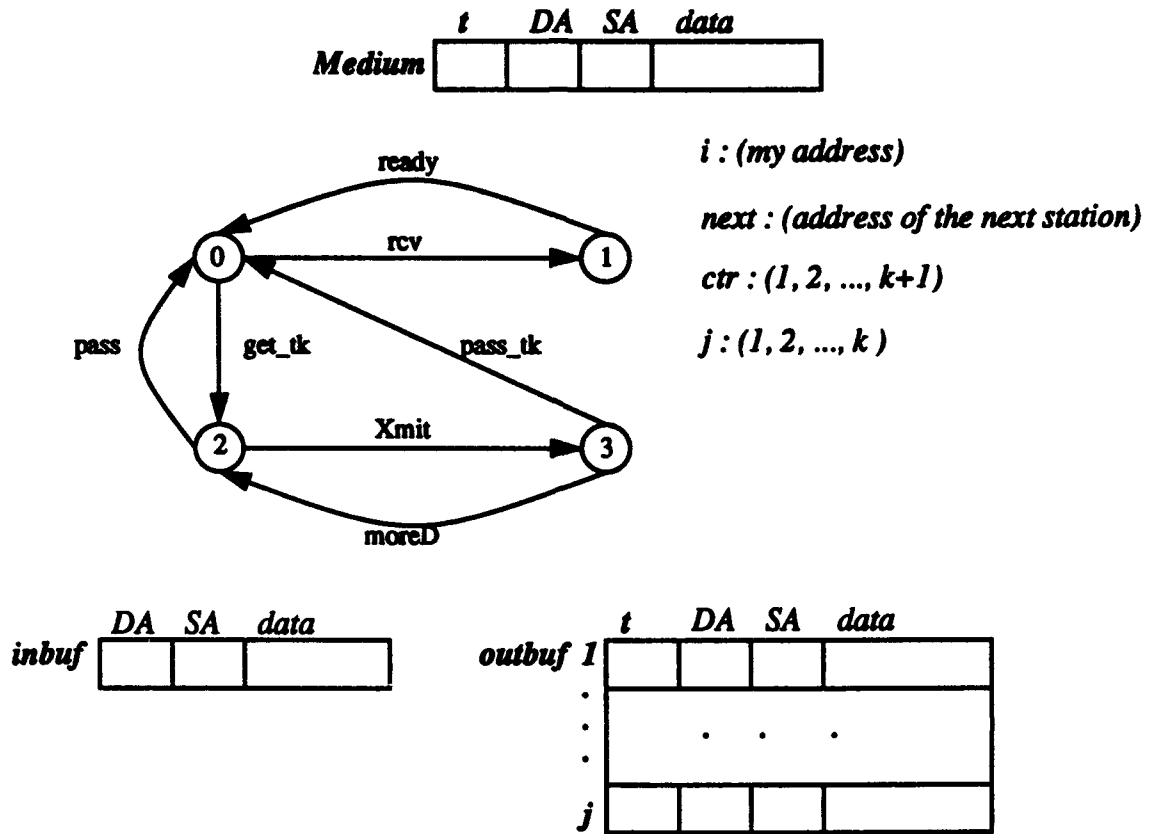 t DA SA data
Medium
ready
i : (my address)
next : (address of the next station)
0 rcv 1
ctr : (1, 2, ..., k+1)
pass get_tk pass_tk
j : (1, 2, ..., k )
2 Xmit 3
moreD
DA SA data
inbuf
t DA SA data
outbuf 1
.
.
. . .
.
j